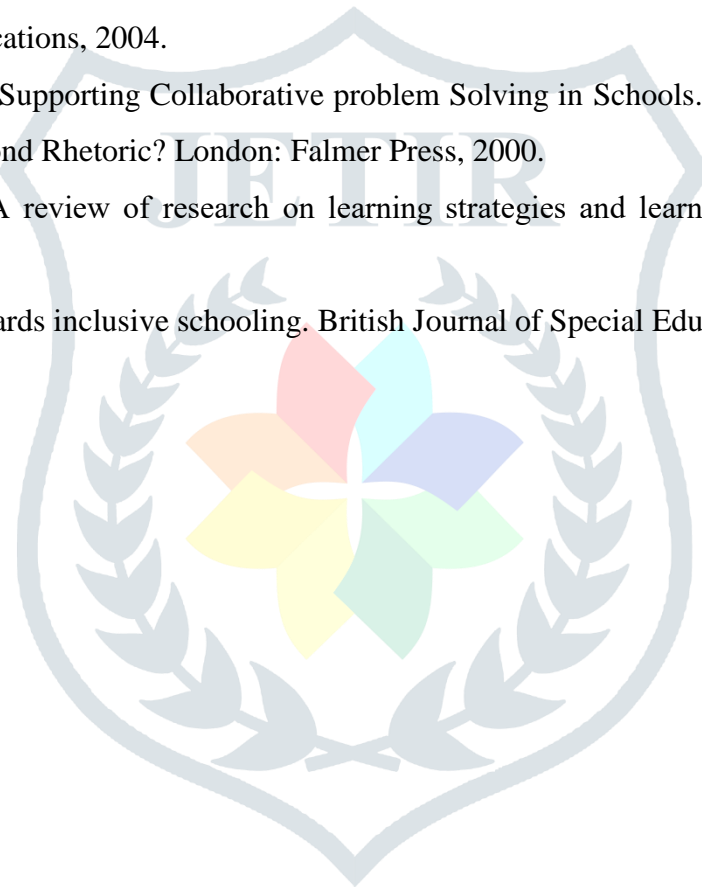 cations, 2004.
Supporting Collaborative problem Solving in Schools.
ond Rhetoric? London: Falmer Press, 2000.
JETIR
A review of research on learning strategies and learn
ards inclusive schooling. British Journal of Special Edu